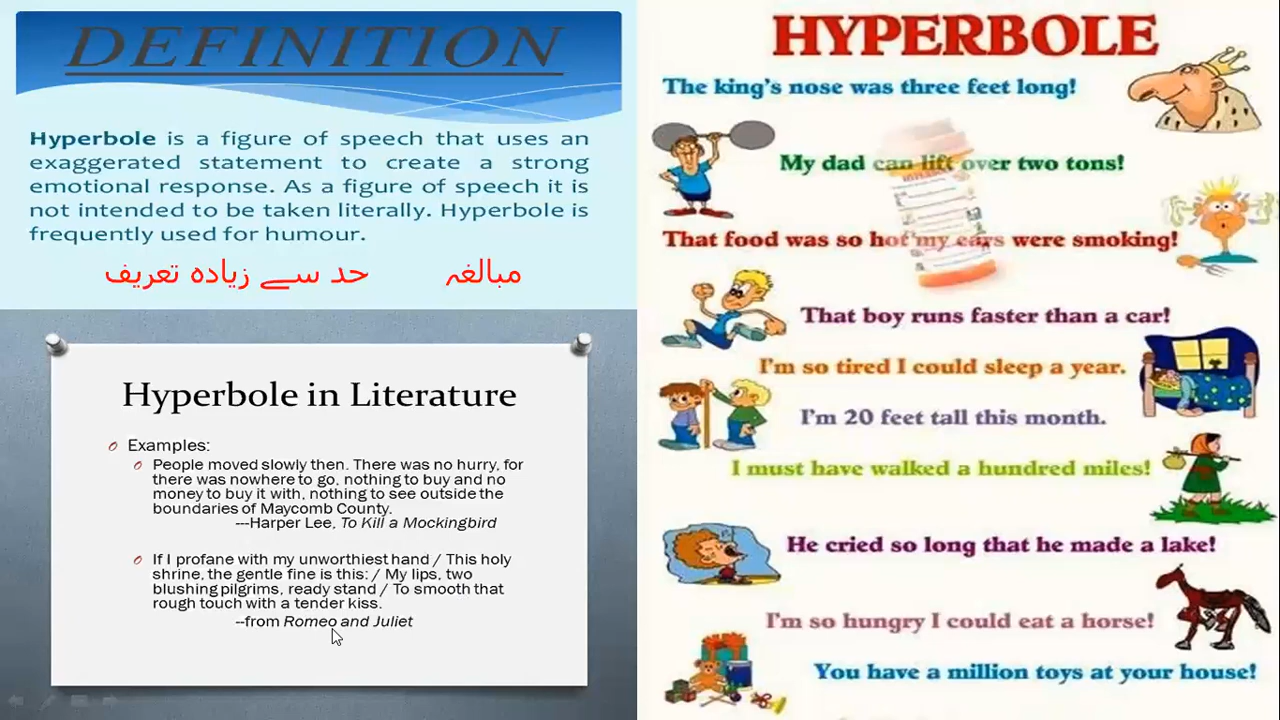 DEFINITION
Hyperbole is a figure of speech that uses an
exaggerated statement to create a strong
emotional response. As a figure of speech it is
not intended to be taken literally. Hyperbole is
frequently used for humour.
مبالغہ حد سے زیادہ تعریف
Hyperbole in Literature
Examples:
People moved slowly then. There was no hurry, for
there was nowhere to go, nothing to buy and no
money to buy it with, nothing to see outside the
boundaries of Maycomb County.
---Harper Lee, To Kill a Mockingbird
If I profane with my unworthiest hand / This holy
shrine, the gentle fine is this: / My lips, two
blushing pilgrims, ready stand / To smooth that
rough touch with a tender kiss.
--from Romeo and Juliet
HYPERBOLE
The king's nose was three feet long!
My dad can lift over two tons!
That food was so hot my ears were smoking!
That boy runs faster than a car!
I'm so tired I could sleep a year.
I'm 20 feet tall this month.
I must have walked a hundred miles!
He cried so long that he made a lake!
I'm so hungry I could eat a horse!
You have a million toys at your house!